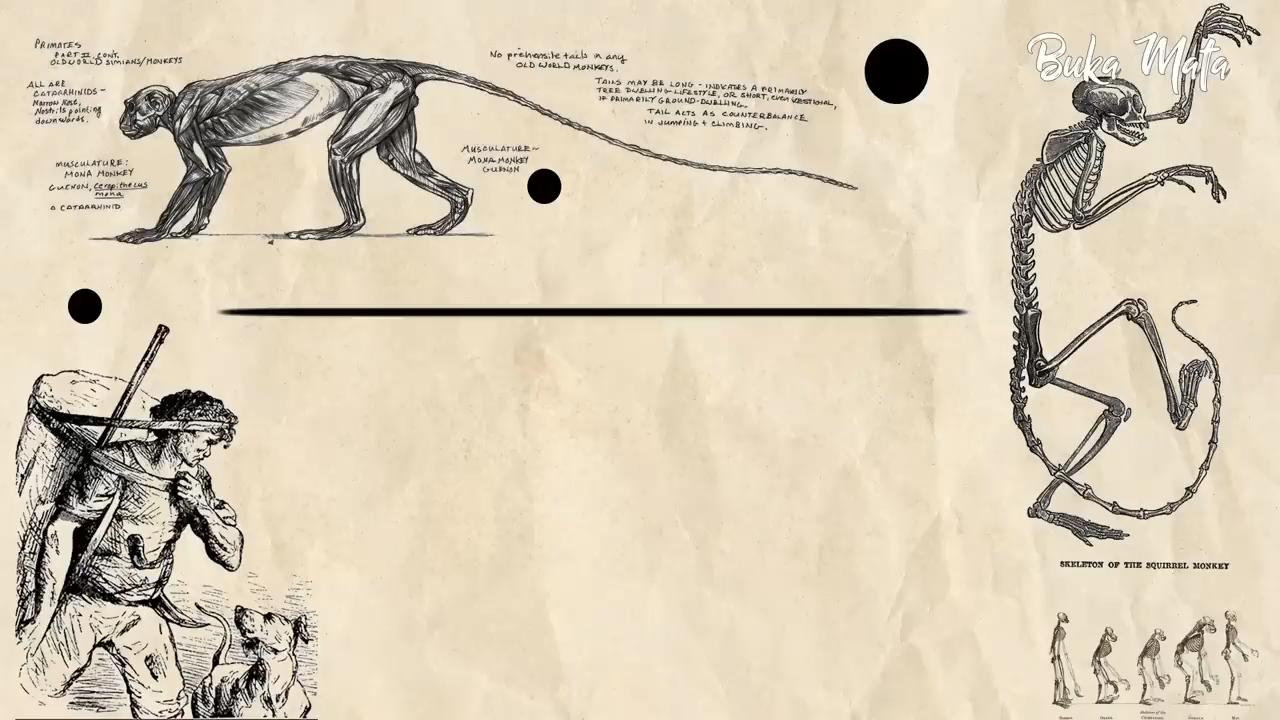 PRIMATES
PART II, CONT.
OLD WORLD SIMIANS/MONKEYS
ALL ARE
CATARRHINIDS -
Narrow Nose,
Nostrils pointing
downwards.
MUSCULATURE:
MONA MONKEY
GUENON, Cercpithecus
mona
A CATARRHINID
No prehensile tails in any
OLD WORLD MONKEYS.
TAILS MAY BE LONG - INDICATES A PRIMARILY
TREE DWELLING LIFESTYLE, OR SHORT, EVEN VESTIGIAL,
IF PRIMARILY GROUND-DWELLING.
TAIL ACTS AS COUNTERBALANCE
IN JUMPING + CLIMBING.
MUSCULATURE~
MONA MONKEY
GUENON
Buka Mata
SKELETON OF THE SQUIRREL MONKEY